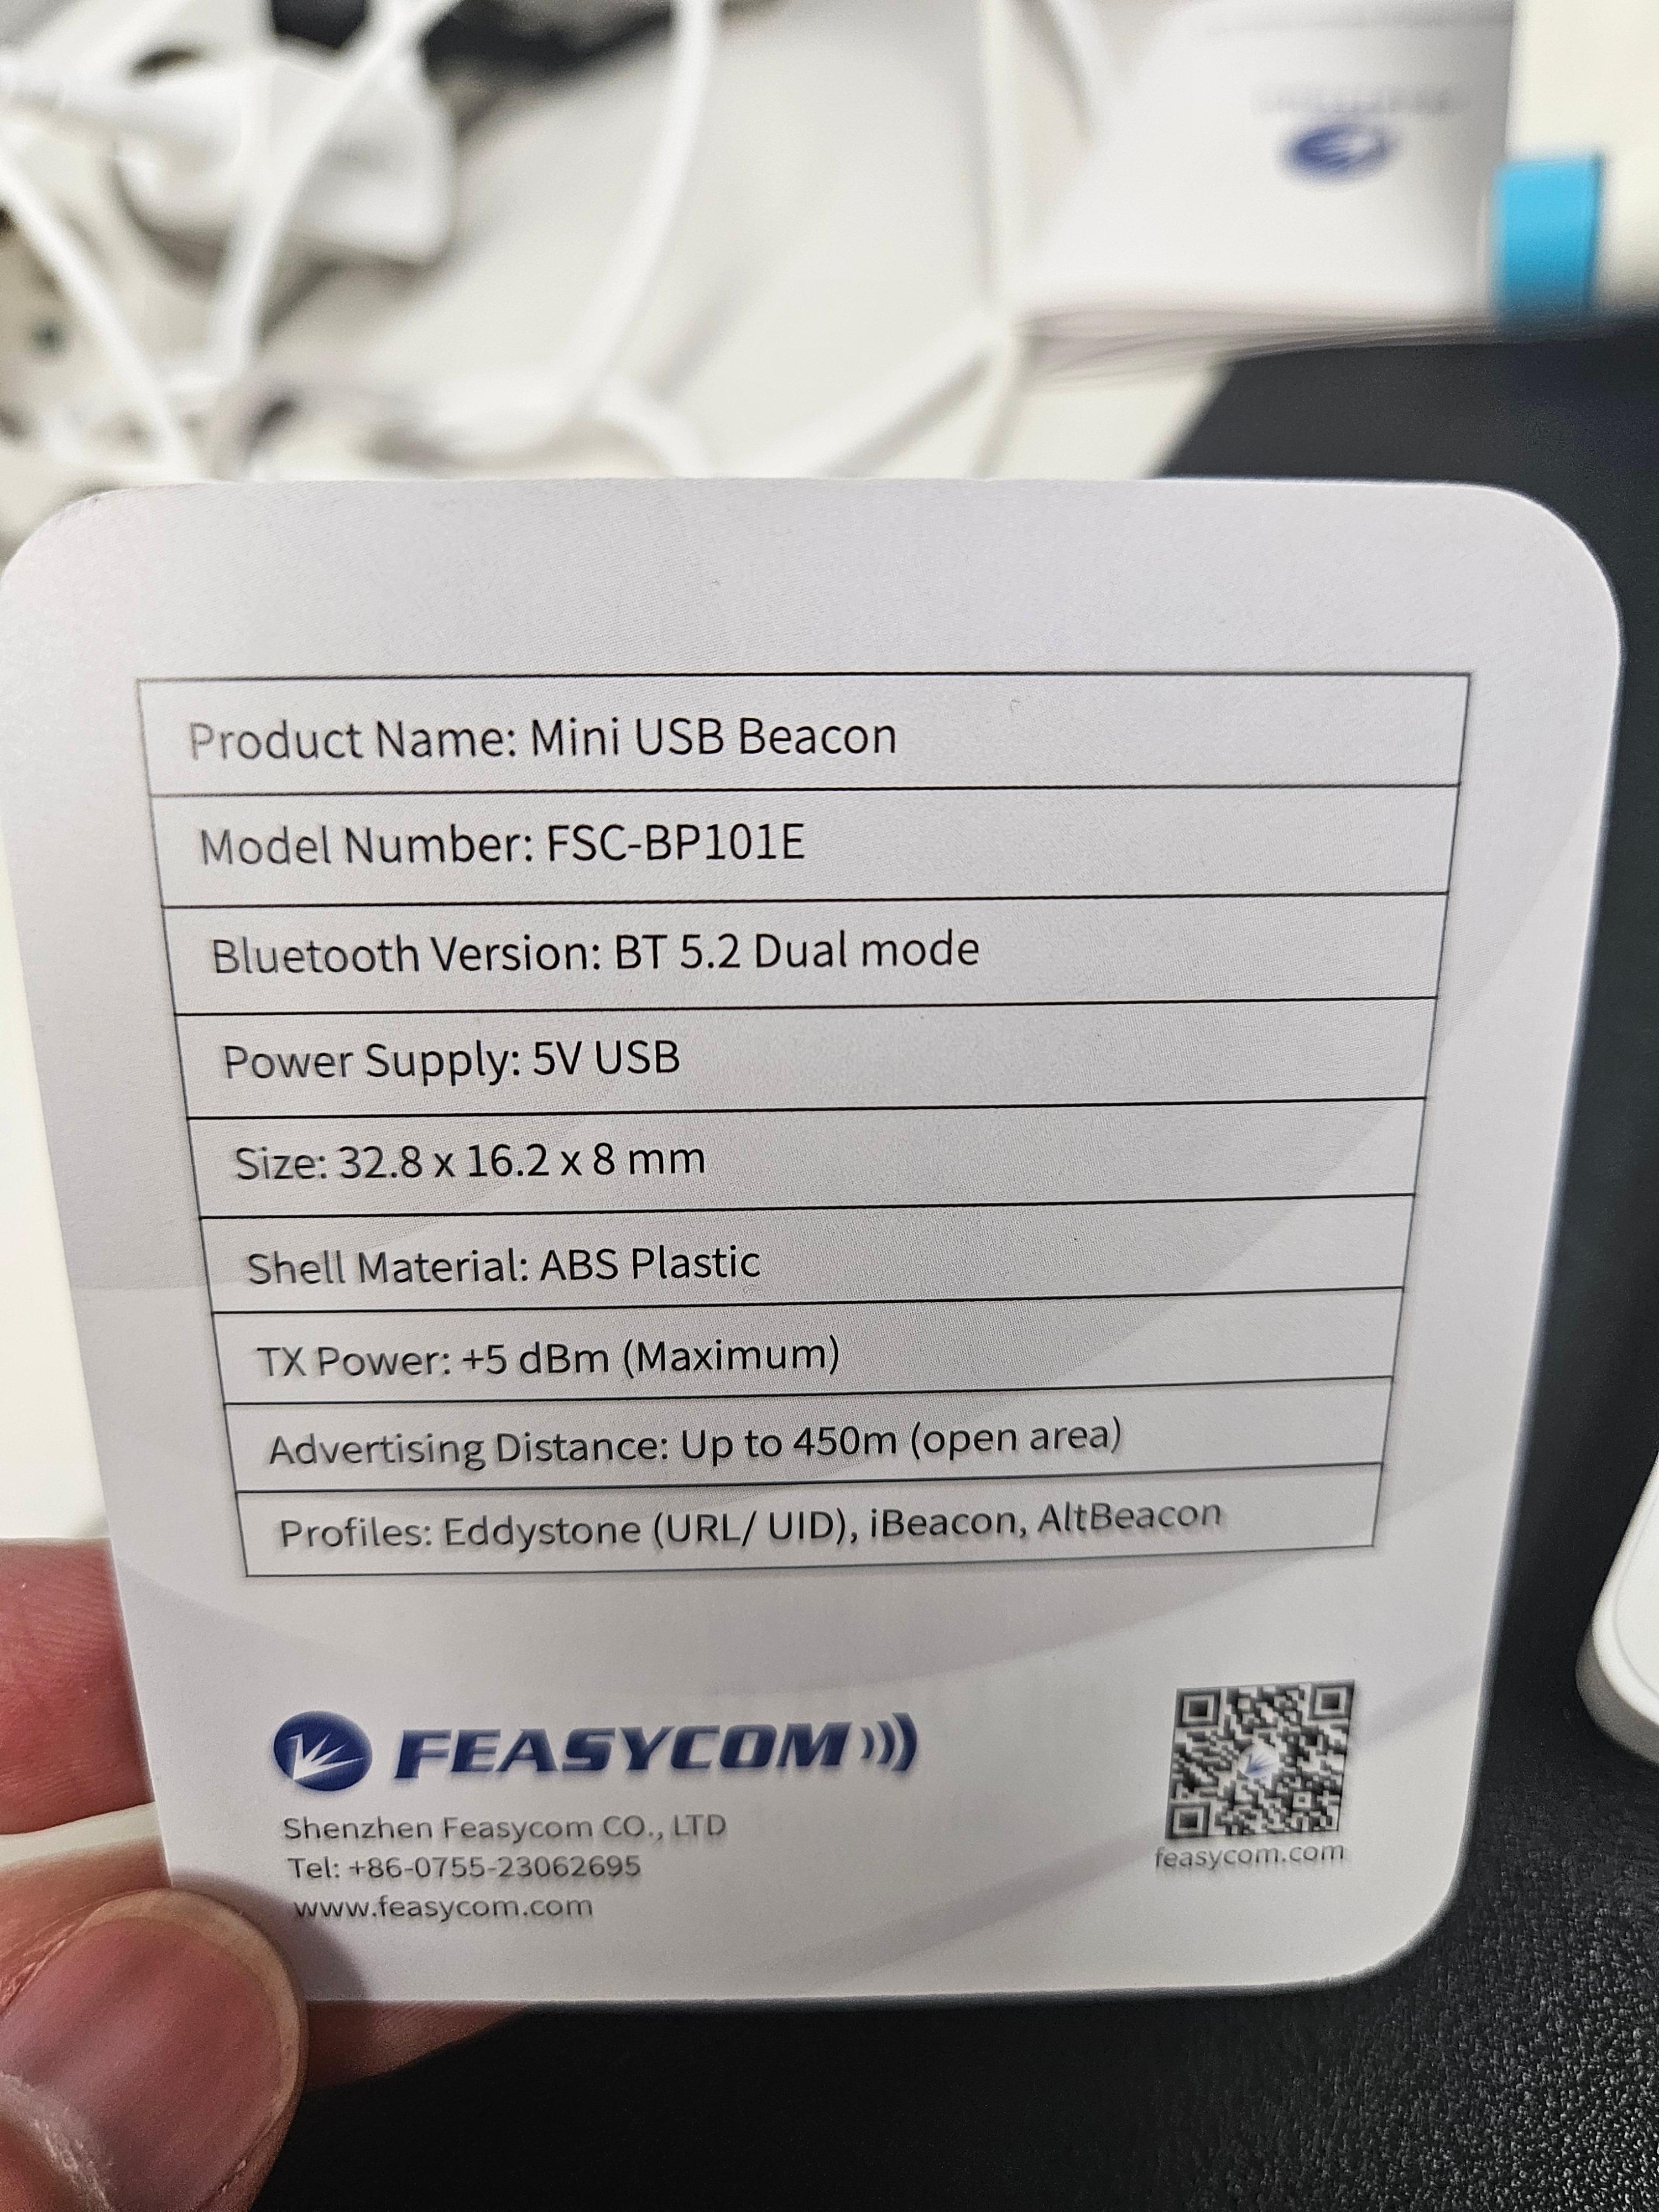 Product Name: Mini USB Beacon
Model Number: FSC-BP101E
Bluetooth Version: BT 5.2 Dual mode
Power Supply: 5V USB
Size: 32.8 x 16.2 x 8 mm
Shell Material: ABS Plastic
TX Power: +5 dBm (Maximum)
Advertising Distance: Up to 450m (open area)
Profiles: Eddystone (URL/ UID), iBeacon, AltBeacon
FEASYCOM
Shenzhen Feasycom CO., LTD
Tel: +86-0755-23062695
www.feasycom.com
feasycom.com